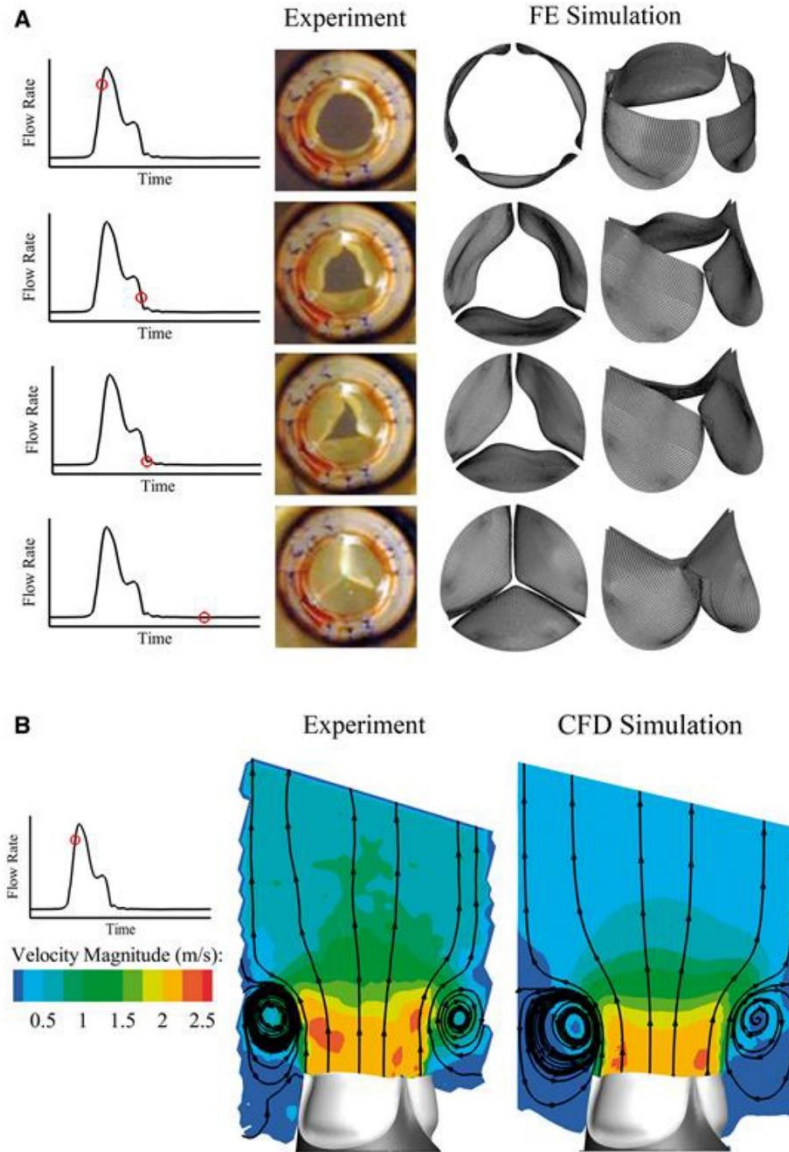 A
Experiment
FE Simulation
Flow Rate
Time
Flow Rate
Time
Flow Rate
Time
Flow Rate
Time
B
Experiment
CFD Simulation
Flow Rate
Time
Velocity Magnitude (m/s):
0.5 1 1.5 2 2.5